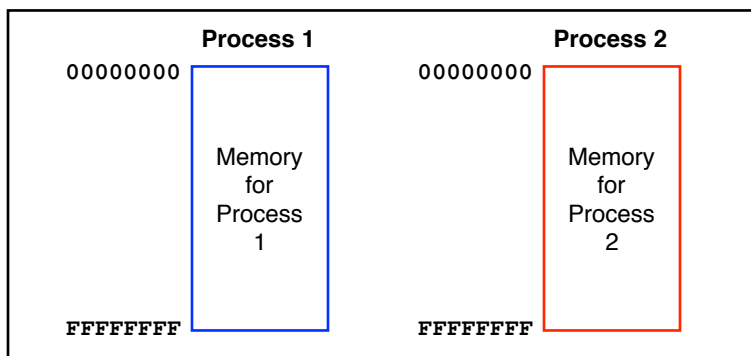 Process 1
00000000
Memory
for
Process
1
FFFFFFFF
Process 2
00000000
Memory
for
Process
2
FFFFFFFF